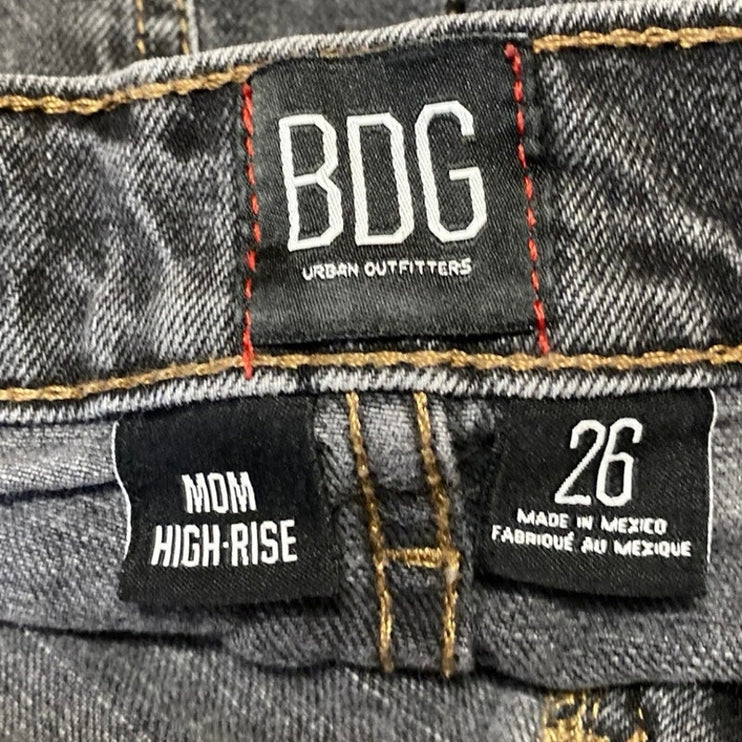 BDG
URBAN OUTFITTERS
MOM
HIGH-RISE
26
MADE IN MEXICO
FABRIQUÉ AU MEXIQUE